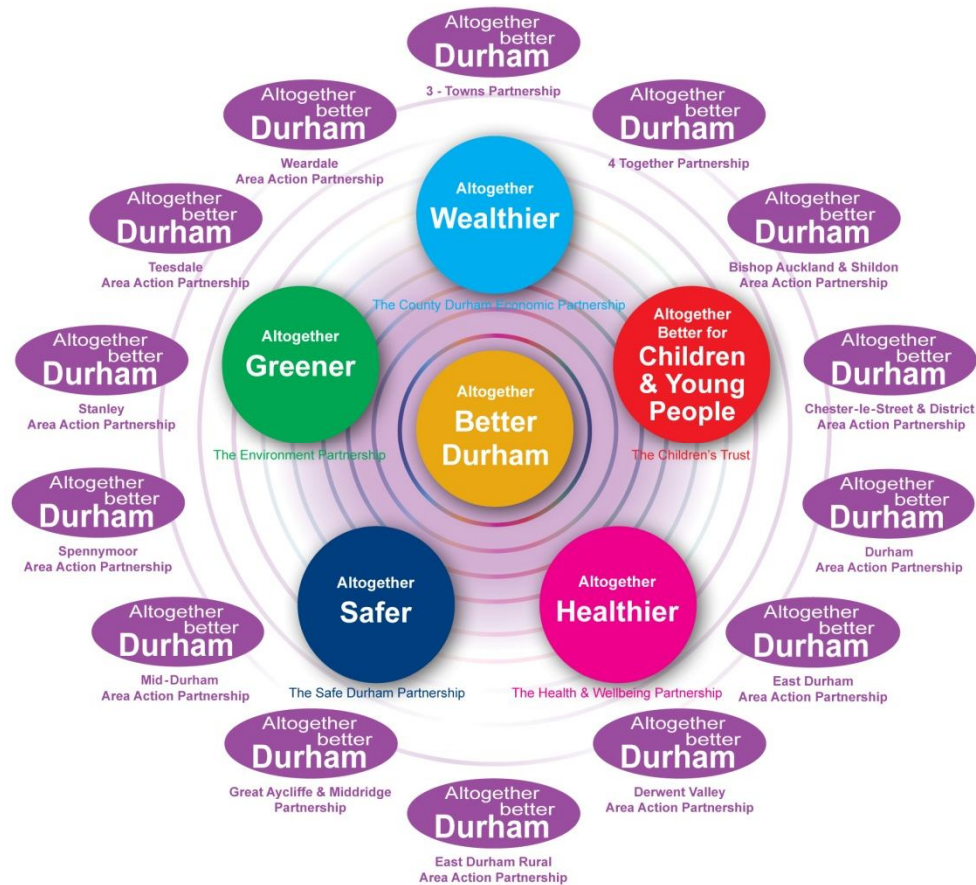 Altogether
better
Durham
3 - Towns Partnership
Altogether
better
Durham
4 Together Partnership
Altogether
better
Durham
Bishop Auckland & Shildon
Area Action Partnership
Altogether
better
Durham
Chester-le-Street & District
Area Action Partnership
Altogether
better
Durham
Durham
Area Action Partnership
Altogether
better
Durham
East Durham
Area Action Partnership
Altogether
better
Durham
Derwent Valley
Area Action Partnership
Altogether
better
Durham
East Durham Rural
Area Action Partnership
Altogether
better
Durham
Great Aycliffe & Middridge
Partnership
Altogether
better
Durham
Mid-Durham
Area Action Partnership
Altogether
better
Durham
Spennymoor
Area Action Partnership
Altogether
better
Durham
Stanley
Area Action Partnership
Altogether
better
Durham
Teesdale
Area Action Partnership
Altogether
better
Durham
Weardale
Area Action Partnership
Altogether
Wealthier
The County Durham Economic Partnership
Altogether
Better for
Children
& Young
People
The Children's Trust
Altogether
Healthier
The Health & Wellbeing Partnership
Altogether
Safer
The Safe Durham Partnership
Altogether
Greener
The Environment Partnership
Altogether
Better
Durham